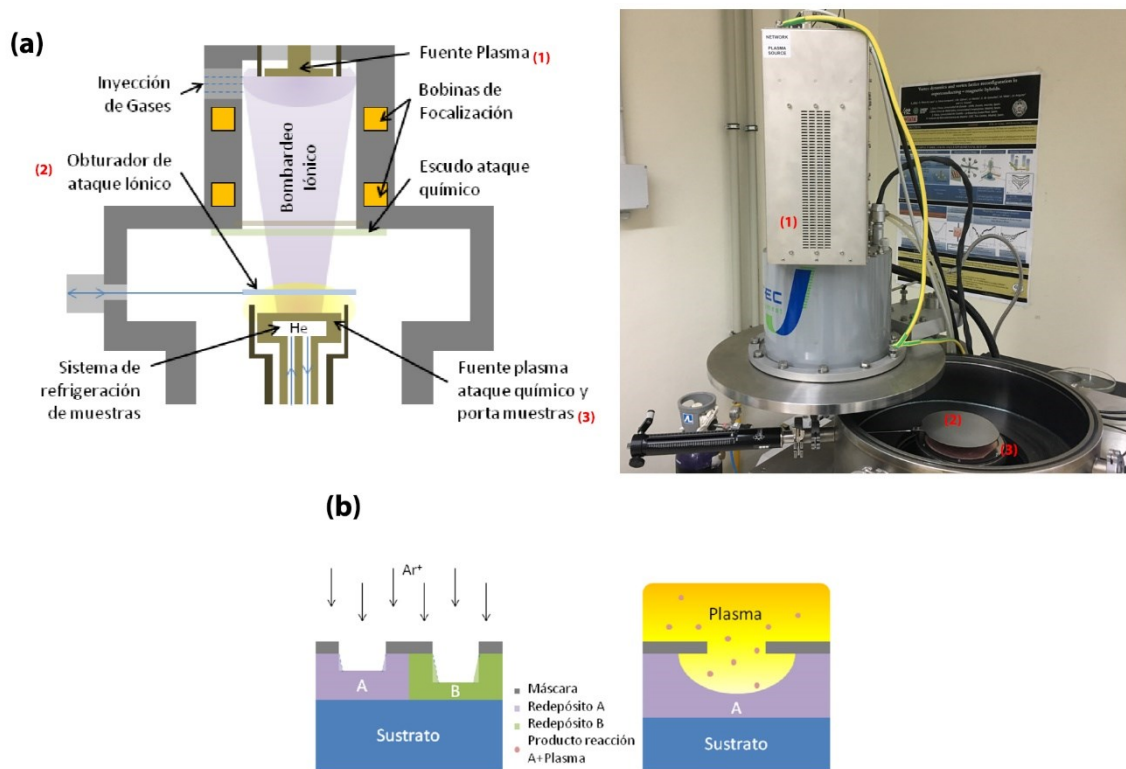 (a)
Fuente Plasma (1)
Inyección
de Gases
Bobinas de
Focalización
(2) Obturador de
ataque Iónico
Bombardeo
Iónico
Escudo ataque
químico
He
Sistema de
refrigeración
de muestras
Fuente plasma
ataque químico y
porta muestras (3)
NETWORK
PLASMA
SOURCE
(1)
EC
(2)
(3)
(b)
Ar⁺
A
B
Sustrato
Máscara
Redepósito A
Redepósito B
Producto reacción
A+Plasma
Plasma
A
Sustrato